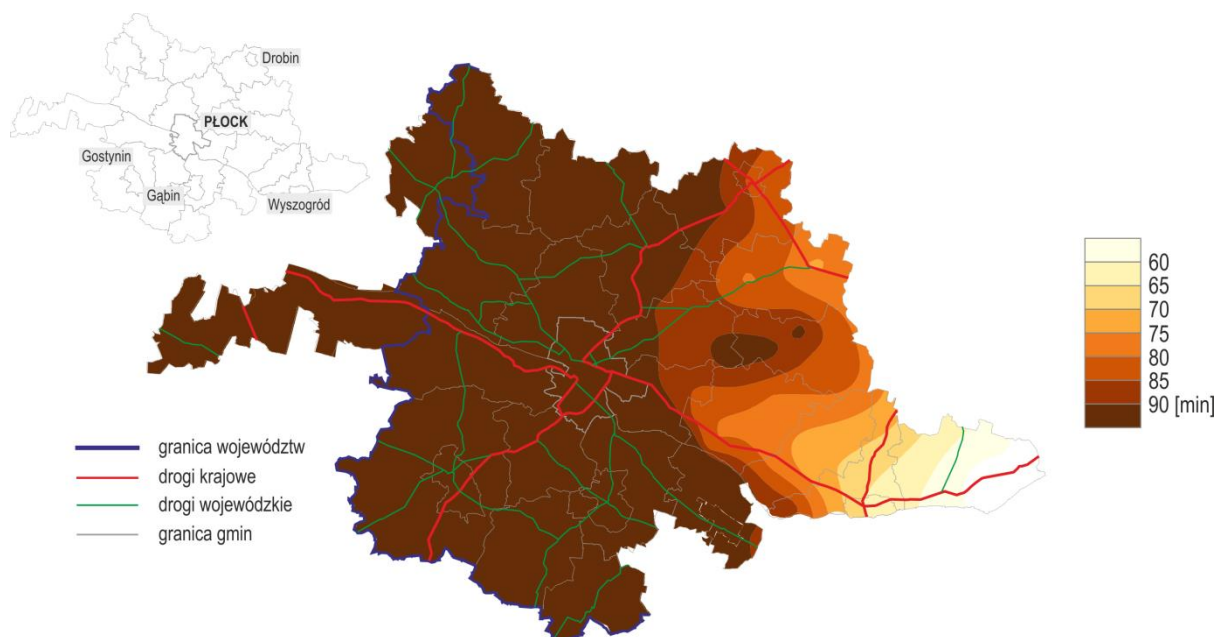 Drobin
PŁOCK
Gostynin
Gąbin
Wyszogród
60
65
70
75
80
85
90 [min]
granica województw
drogi krajowe
drogi wojewódzkie
granica gmin